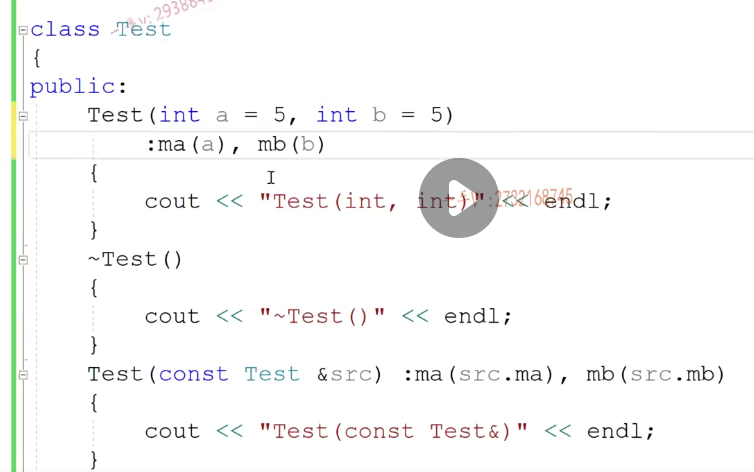 class Test
{
public:
    Test(int a = 5, int b = 5)
        :ma(a), mb(b)
    {
        cout << "Test(int, int)" << endl;
    }
    ~Test()
    {
        cout << "~Test()" << endl;
    }
    Test(const Test &src) :ma(src.ma), mb(src.mb)
    {
        cout << "Test(const Test&)" << endl;
    }